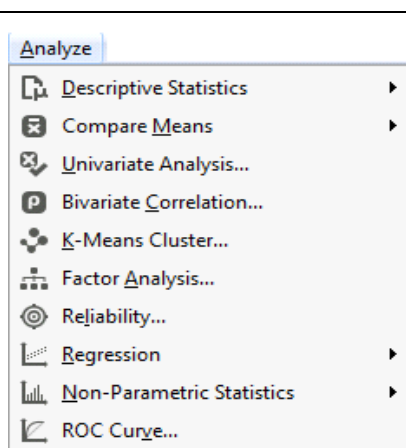 Analyze
Descriptive Statistics
Compare Means
Univariate Analysis...
Bivariate Correlation...
K-Means Cluster...
Factor Analysis...
Reliability...
Regression
Non-Parametric Statistics
ROC Curve...